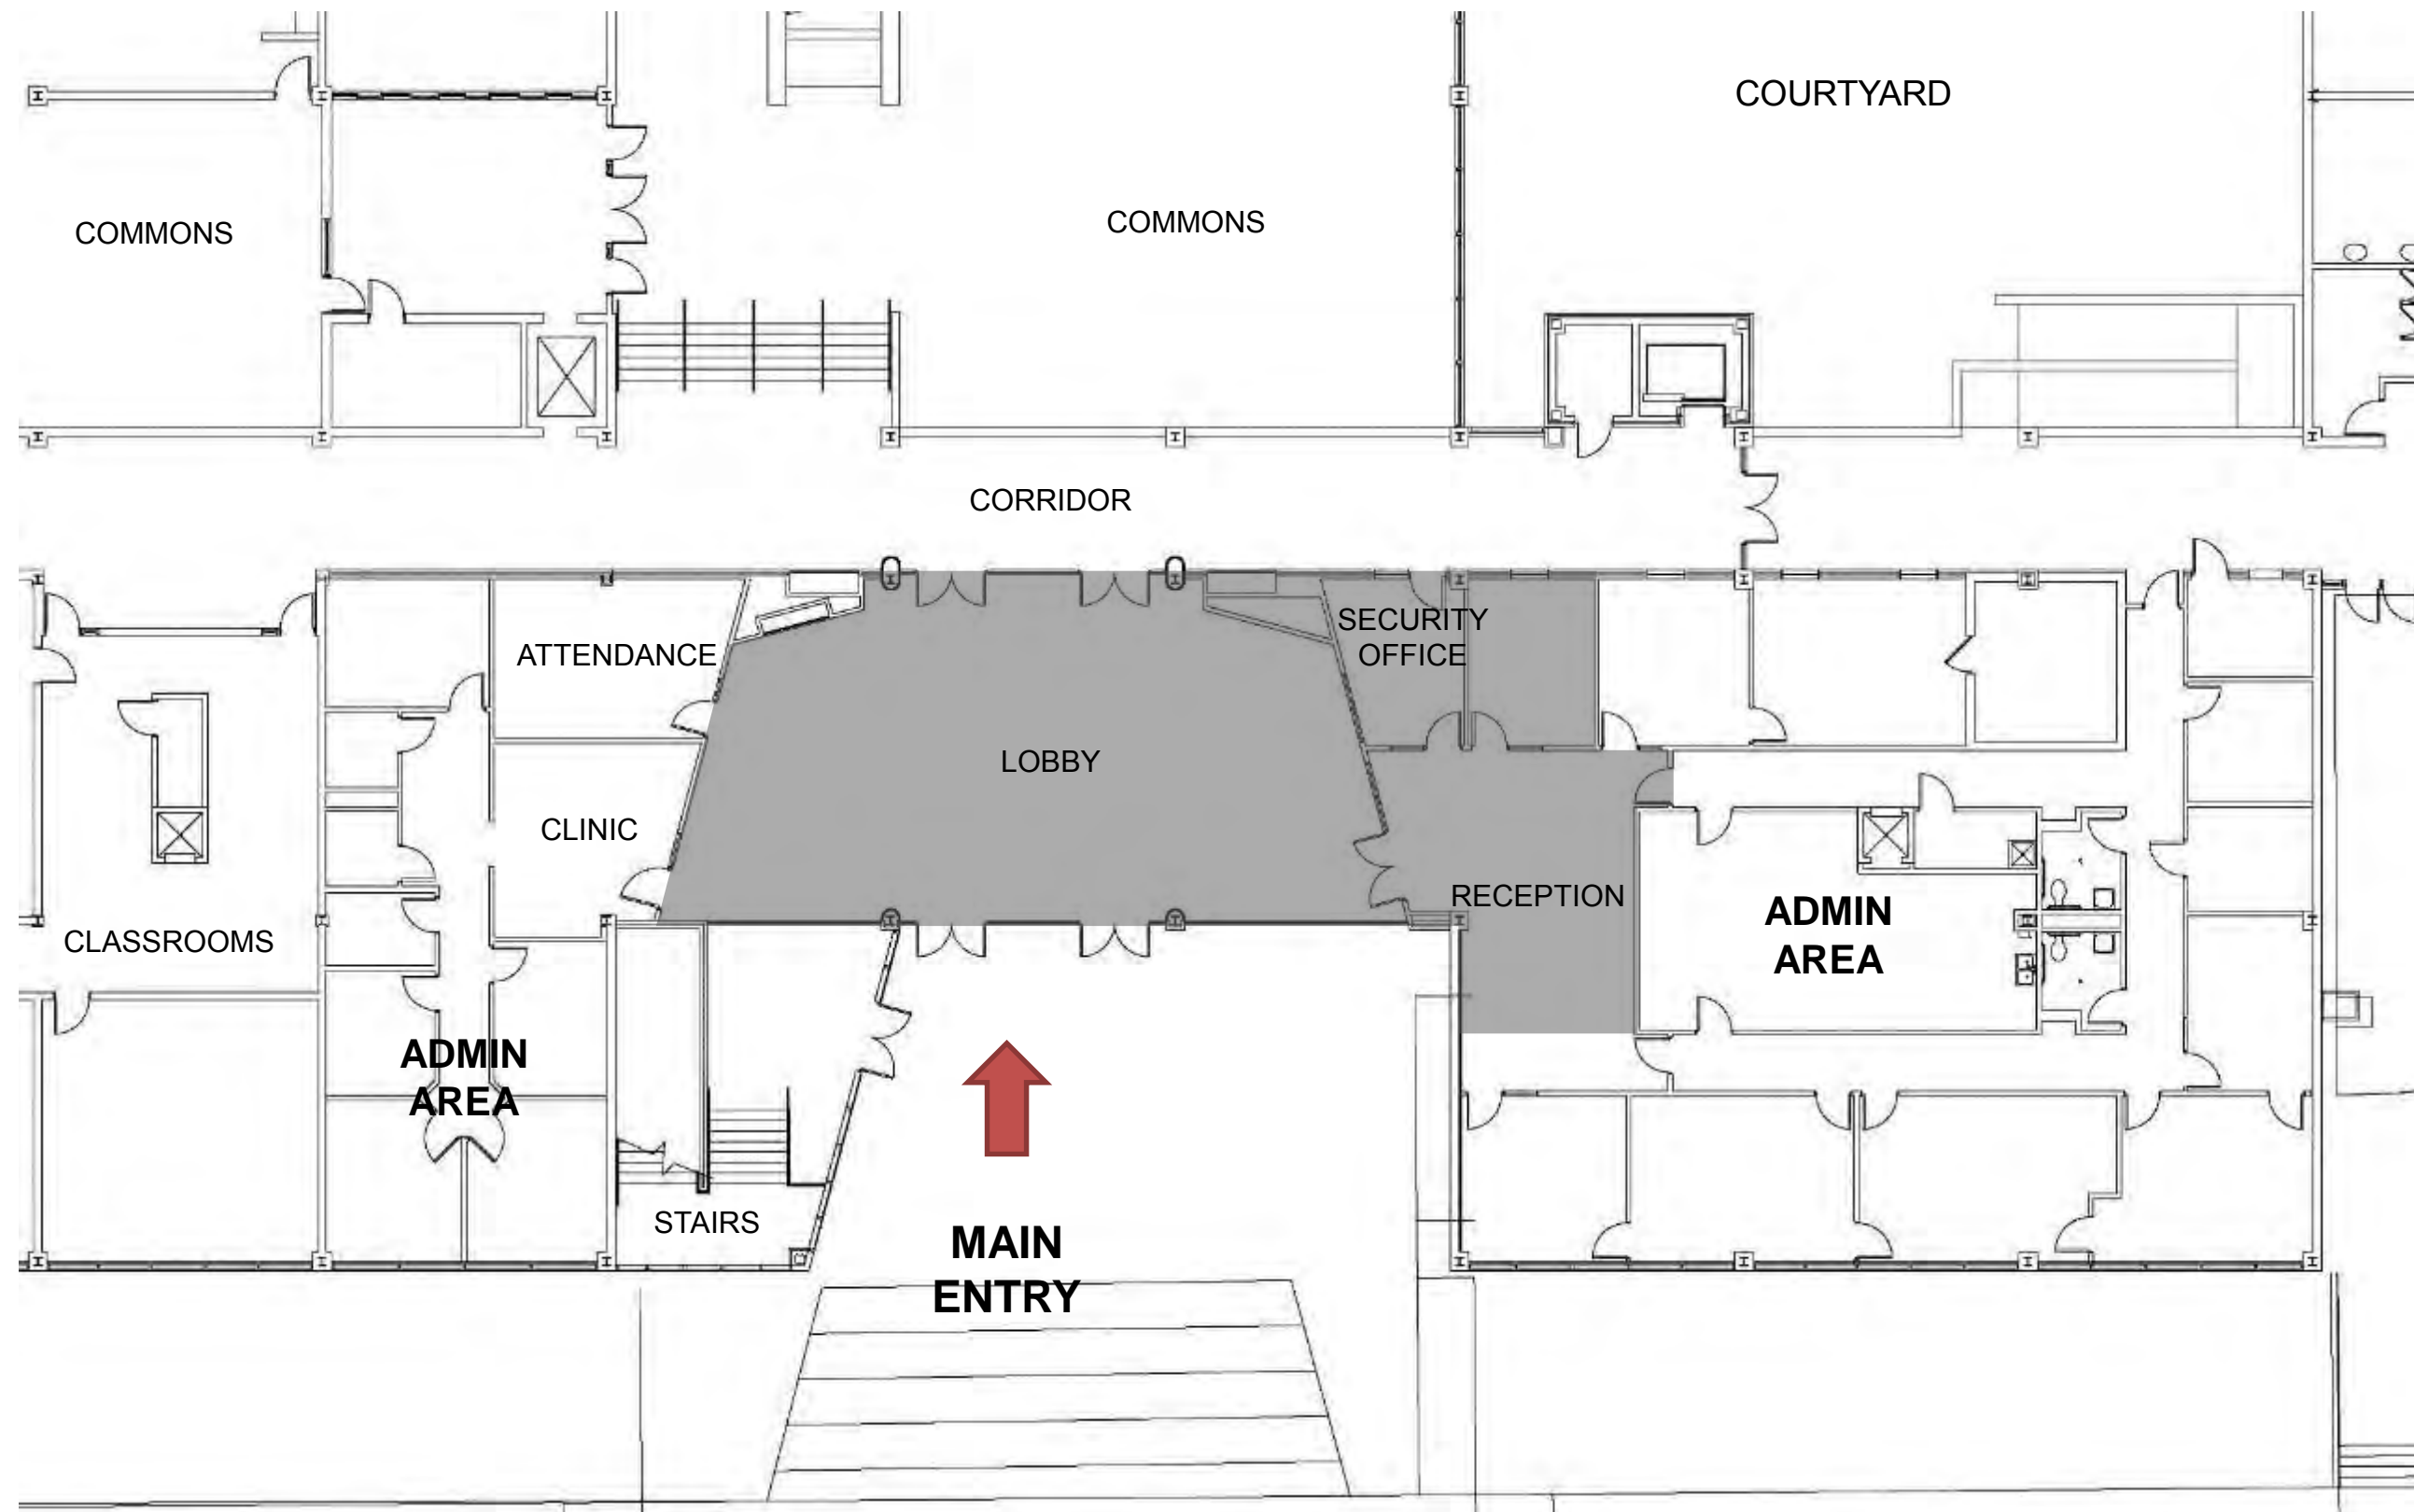 COURTYARD
COMMONS
COMMONS
CORRIDOR
SECURITY
OFFICE
ATTENDANCE
LOBBY
CLINIC
RECEPTION
ADMIN
AREA
CLASSROOMS
ADMIN
AREA
STAIRS
MAIN
ENTRY